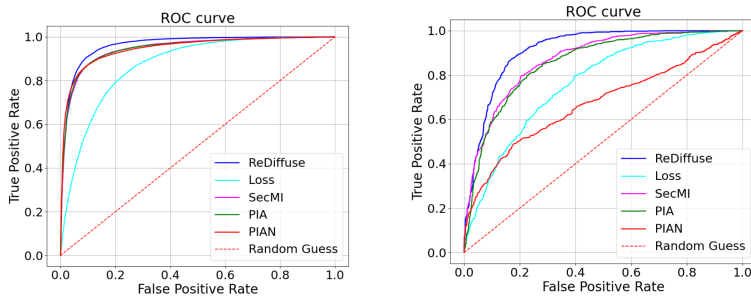 ROC curve
True Positive Rate
1.0
0.8
0.6
0.4
0.2
0.0
ReDiffuse
Loss
SecMI
PIA
PIAN
Random Guess
0.0 0.2 0.4 0.6 0.8 1.0
False Positive Rate
ROC curve
True Positive Rate
1.0
0.8
0.6
0.4
0.2
0.0
ReDiffuse
Loss
SecMI
PIA
PIAN
Random Guess
0.0 0.2 0.4 0.6 0.8 1.0
False Positive Rate